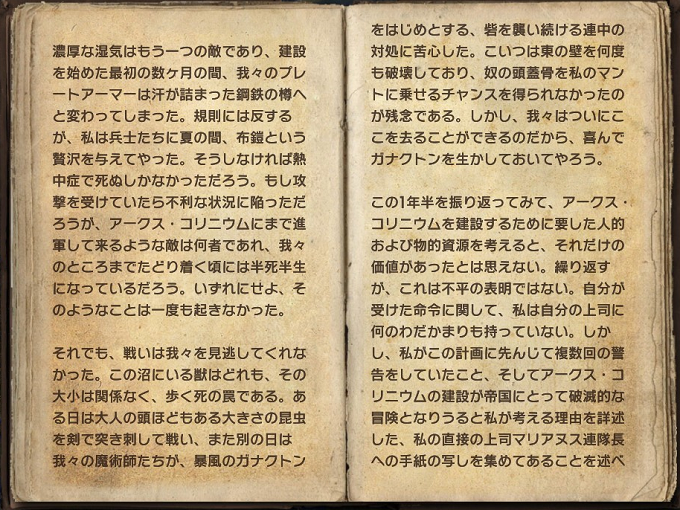 濃厚な湿気はもう一つの敵であり、建設
を始めた最初の数ヶ月の間、我々のプレ
ートアーマーは汗が詰まった鋼鉄の樽へ
と変わってしまった。規則には反する
が、私は兵士たちに夏の間、布鎧という
贅沢を与えてやった。そうしなければ熱
中症で死ぬしかなかっただろう。もし攻
撃を受けていたら不利な状況に陥っただ
ろうが、アークス・コリニウムにまで進
軍して来るような敵は何者であれ、我々
のところまでたどり着く頃には半死半生
になっているだろう。いずれにせよ、そ
のようなことは一度も起きなかった。
それでも、戦いは我々を見逃してくれな
かった。この沼にいる獣はどれも、その
大小は関係なく、歩く死の罠である。あ
る日は大人の頭ほどもある大きさの昆虫
を剣で突き刺して戦い、また別の日は
我々の魔術師たちが、暴風のガナクトン
をはじめとする、砦を襲い続ける連中の
対処に苦心した。こいつは東の壁を何度
も破壊しており、奴の頭蓋骨を私のマン
トに乗せるチャンスを得られなかったの
が残念である。しかし、我々はついにこ
こを去ることができるのだから、喜んで
ガナクトンを生かしておいてやろう。
この1年半を振り返ってみて、アークス・
コリニウムを建設するために要した人的
および物的資源を考えると、それだけの
価値があったとは思えない。繰り返す
が、これは不平の表明ではない。自分が
受けた命令に関して、私は自分の上司に
何のわだかまりも持っていない。しか
し、私がこの計画に先んじて複数回の警
告をしていたこと、そしてアークス・コ
リニウムの建設が帝国にとって破滅的な
冒険となりうると私が考える理由を詳述
した、私の直接の上司マリアヌス連隊長
への手紙の写しを集めてあることを述べ